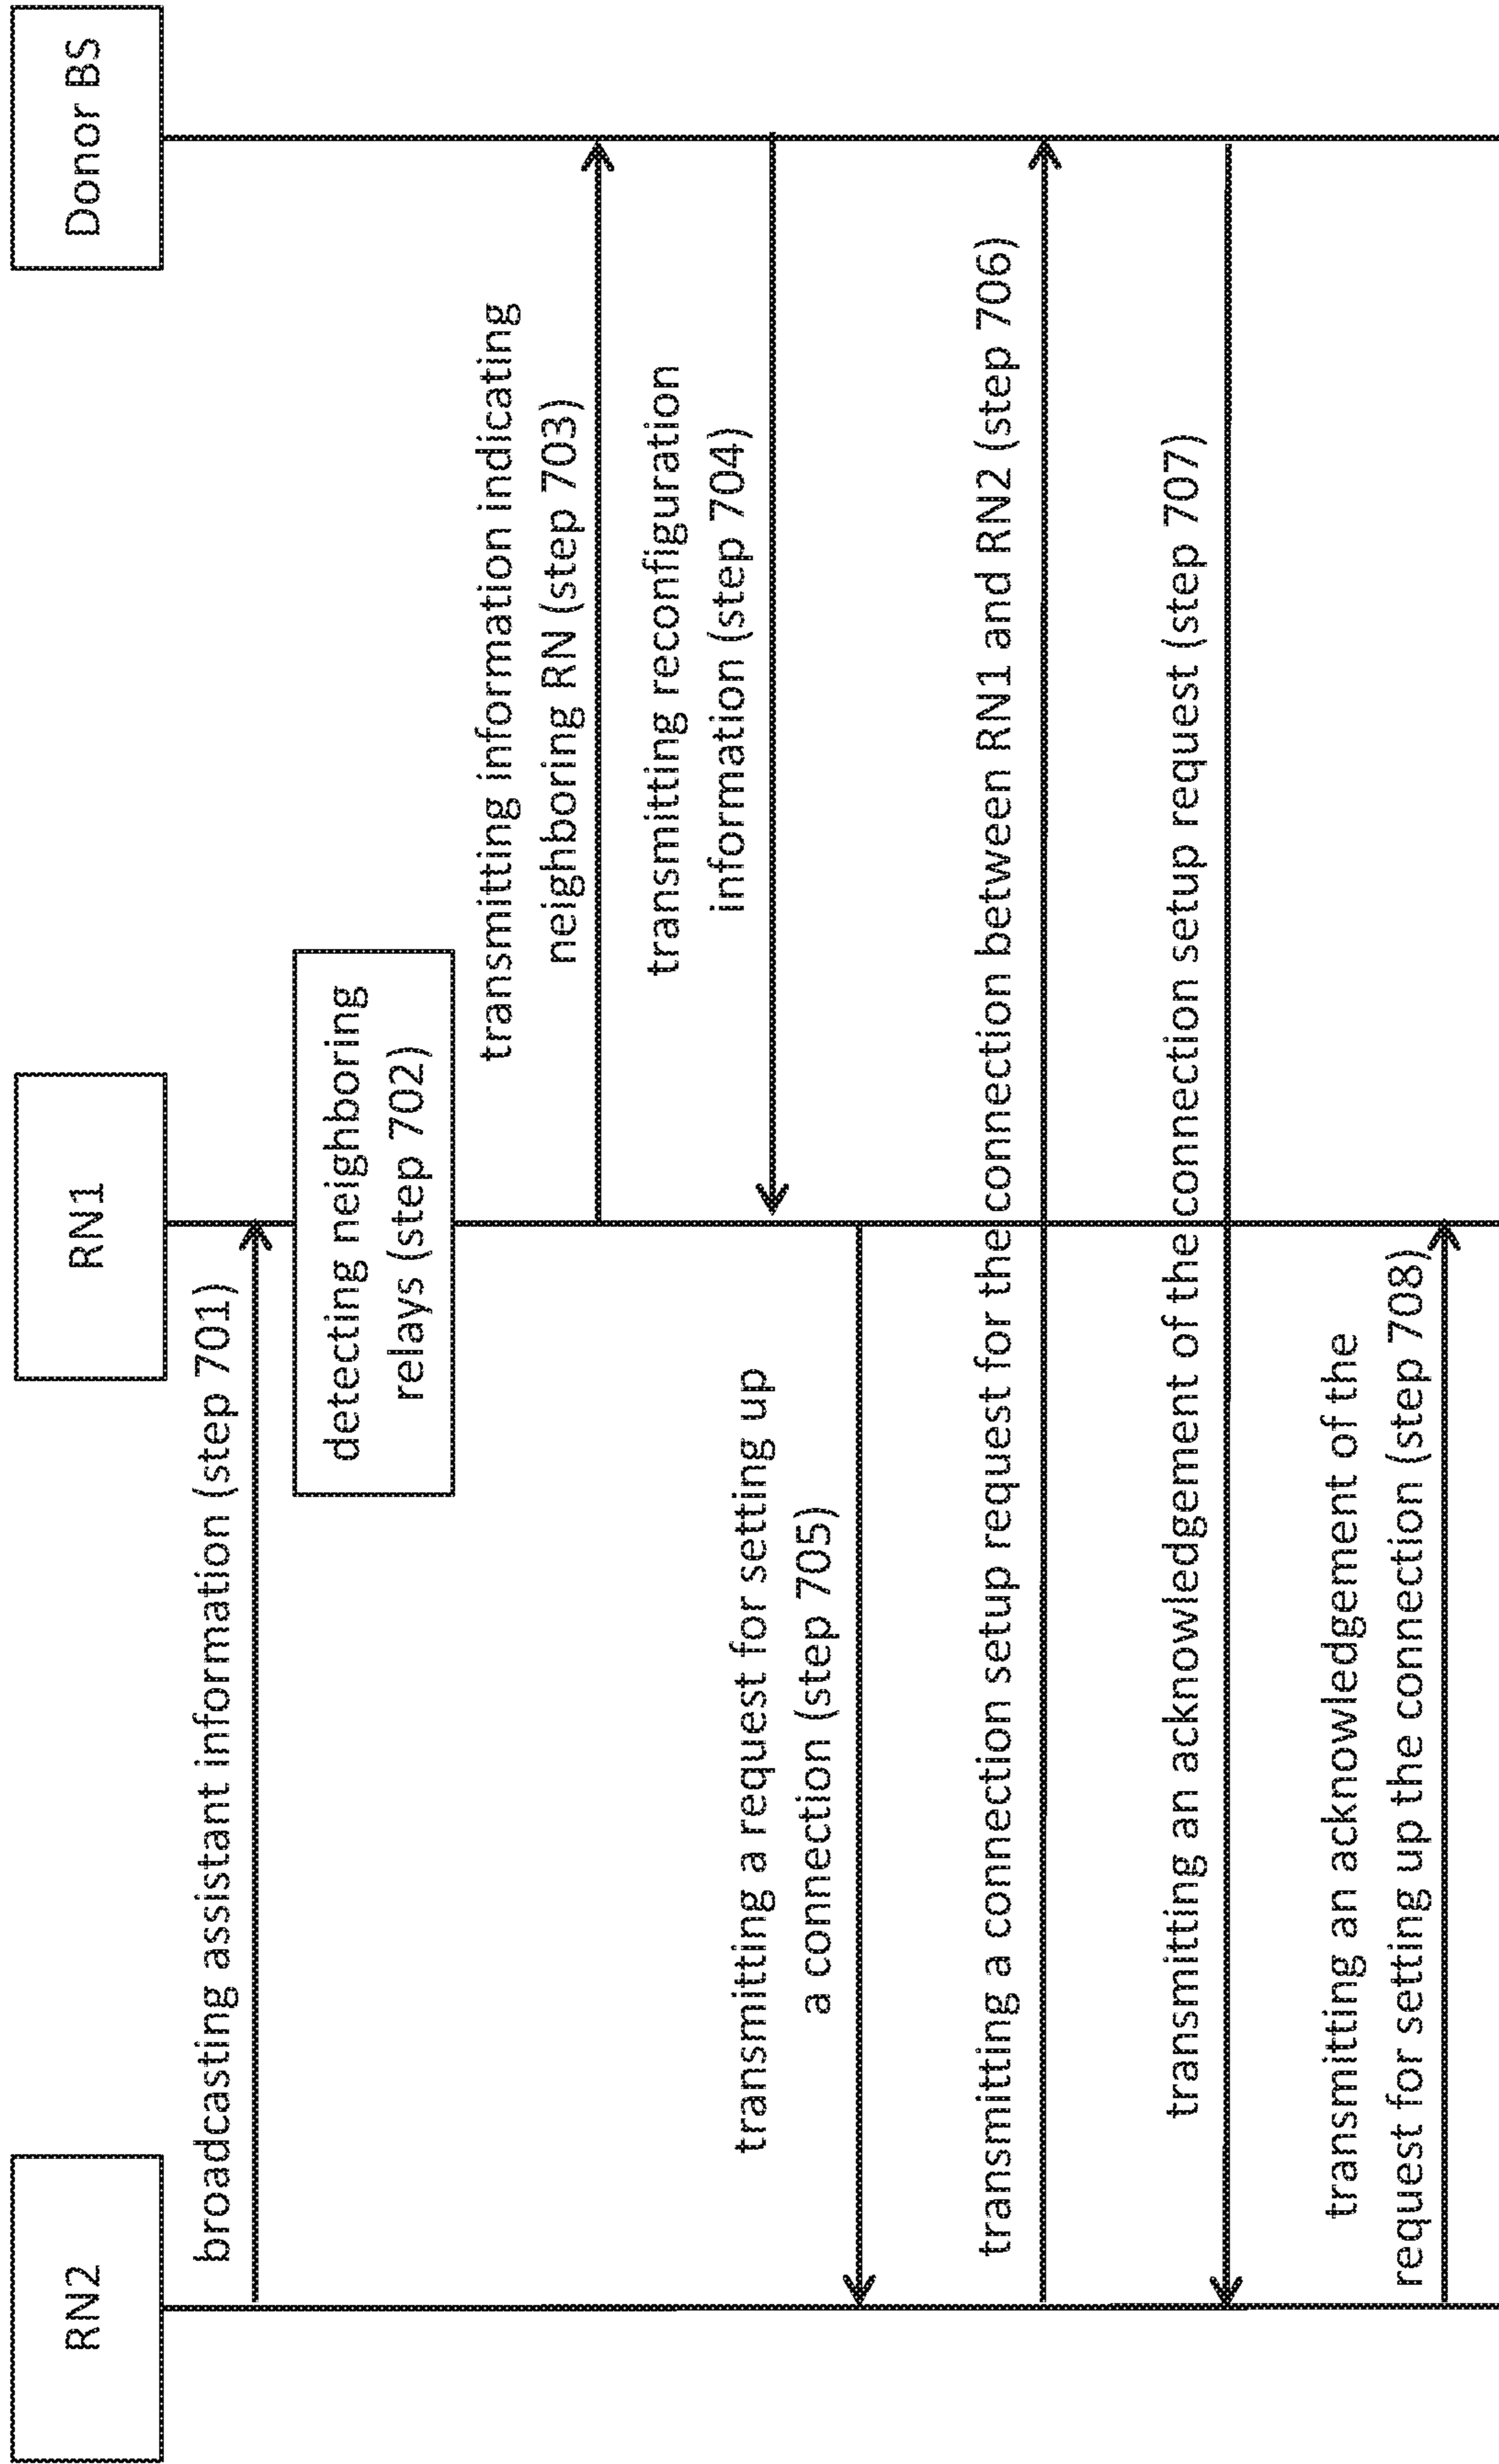 RN2
RN1
Donor BS
broadcasting assistant information (step 701)
detecting neighboring
relays (step 702)
transmitting information indicating
neighboring RN (step 703)
transmitting reconfiguration
information (step 704)
transmitting a request for setting up
a connection (step 705)
transmitting a connection setup request for the connection between RN1 and RN2 (step 706)
transmitting an acknowledgement of the connection setup request (step 707)
transmitting an acknowledgement of the
request for setting up the connection (step 708)